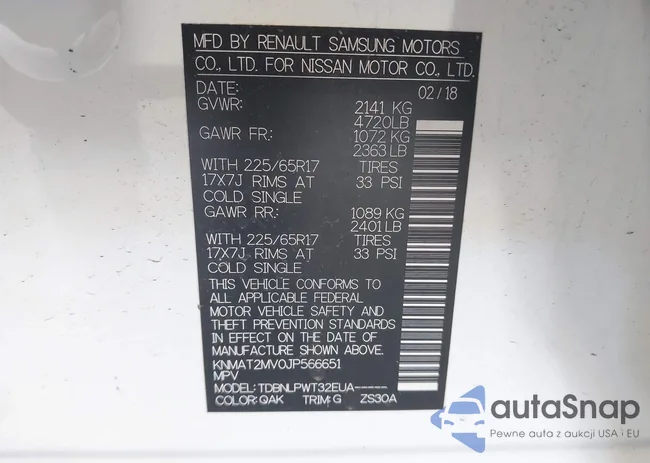 MFD BY RENAULT SAMSUNG MOTORS
CO., LTD. FOR NISSAN MOTOR CO., LTD.
DATE: 02/18
GVWR: 2141 KG
4720LB
GAWR FR: 1072 KG
2363 LB
WITH 225/65R17 TIRES
17X7J RIMS AT 33 PSI
COLD SINGLE
GAWR RR: 1089 KG
2401 LB
WITH 225/65R17 TIRES
17X7J RIMS AT 33 PSI
COLD SINGLE
THIS VEHICLE CONFORMS TO
ALL APPLICABLE FEDERAL
MOTOR VEHICLE SAFETY AND
THEFT PREVENTION STANDARDS
IN EFFECT ON THE DATE OF
MANUFACTURE SHOWN ABOVE.
KNMAT2MV0JP566651
MPV
MODEL: TDBNLPWT32EUA-----
COLOR: QAK TRIM: G ZS30A
autaSnap
Pewne auta z aukcji USA i EU